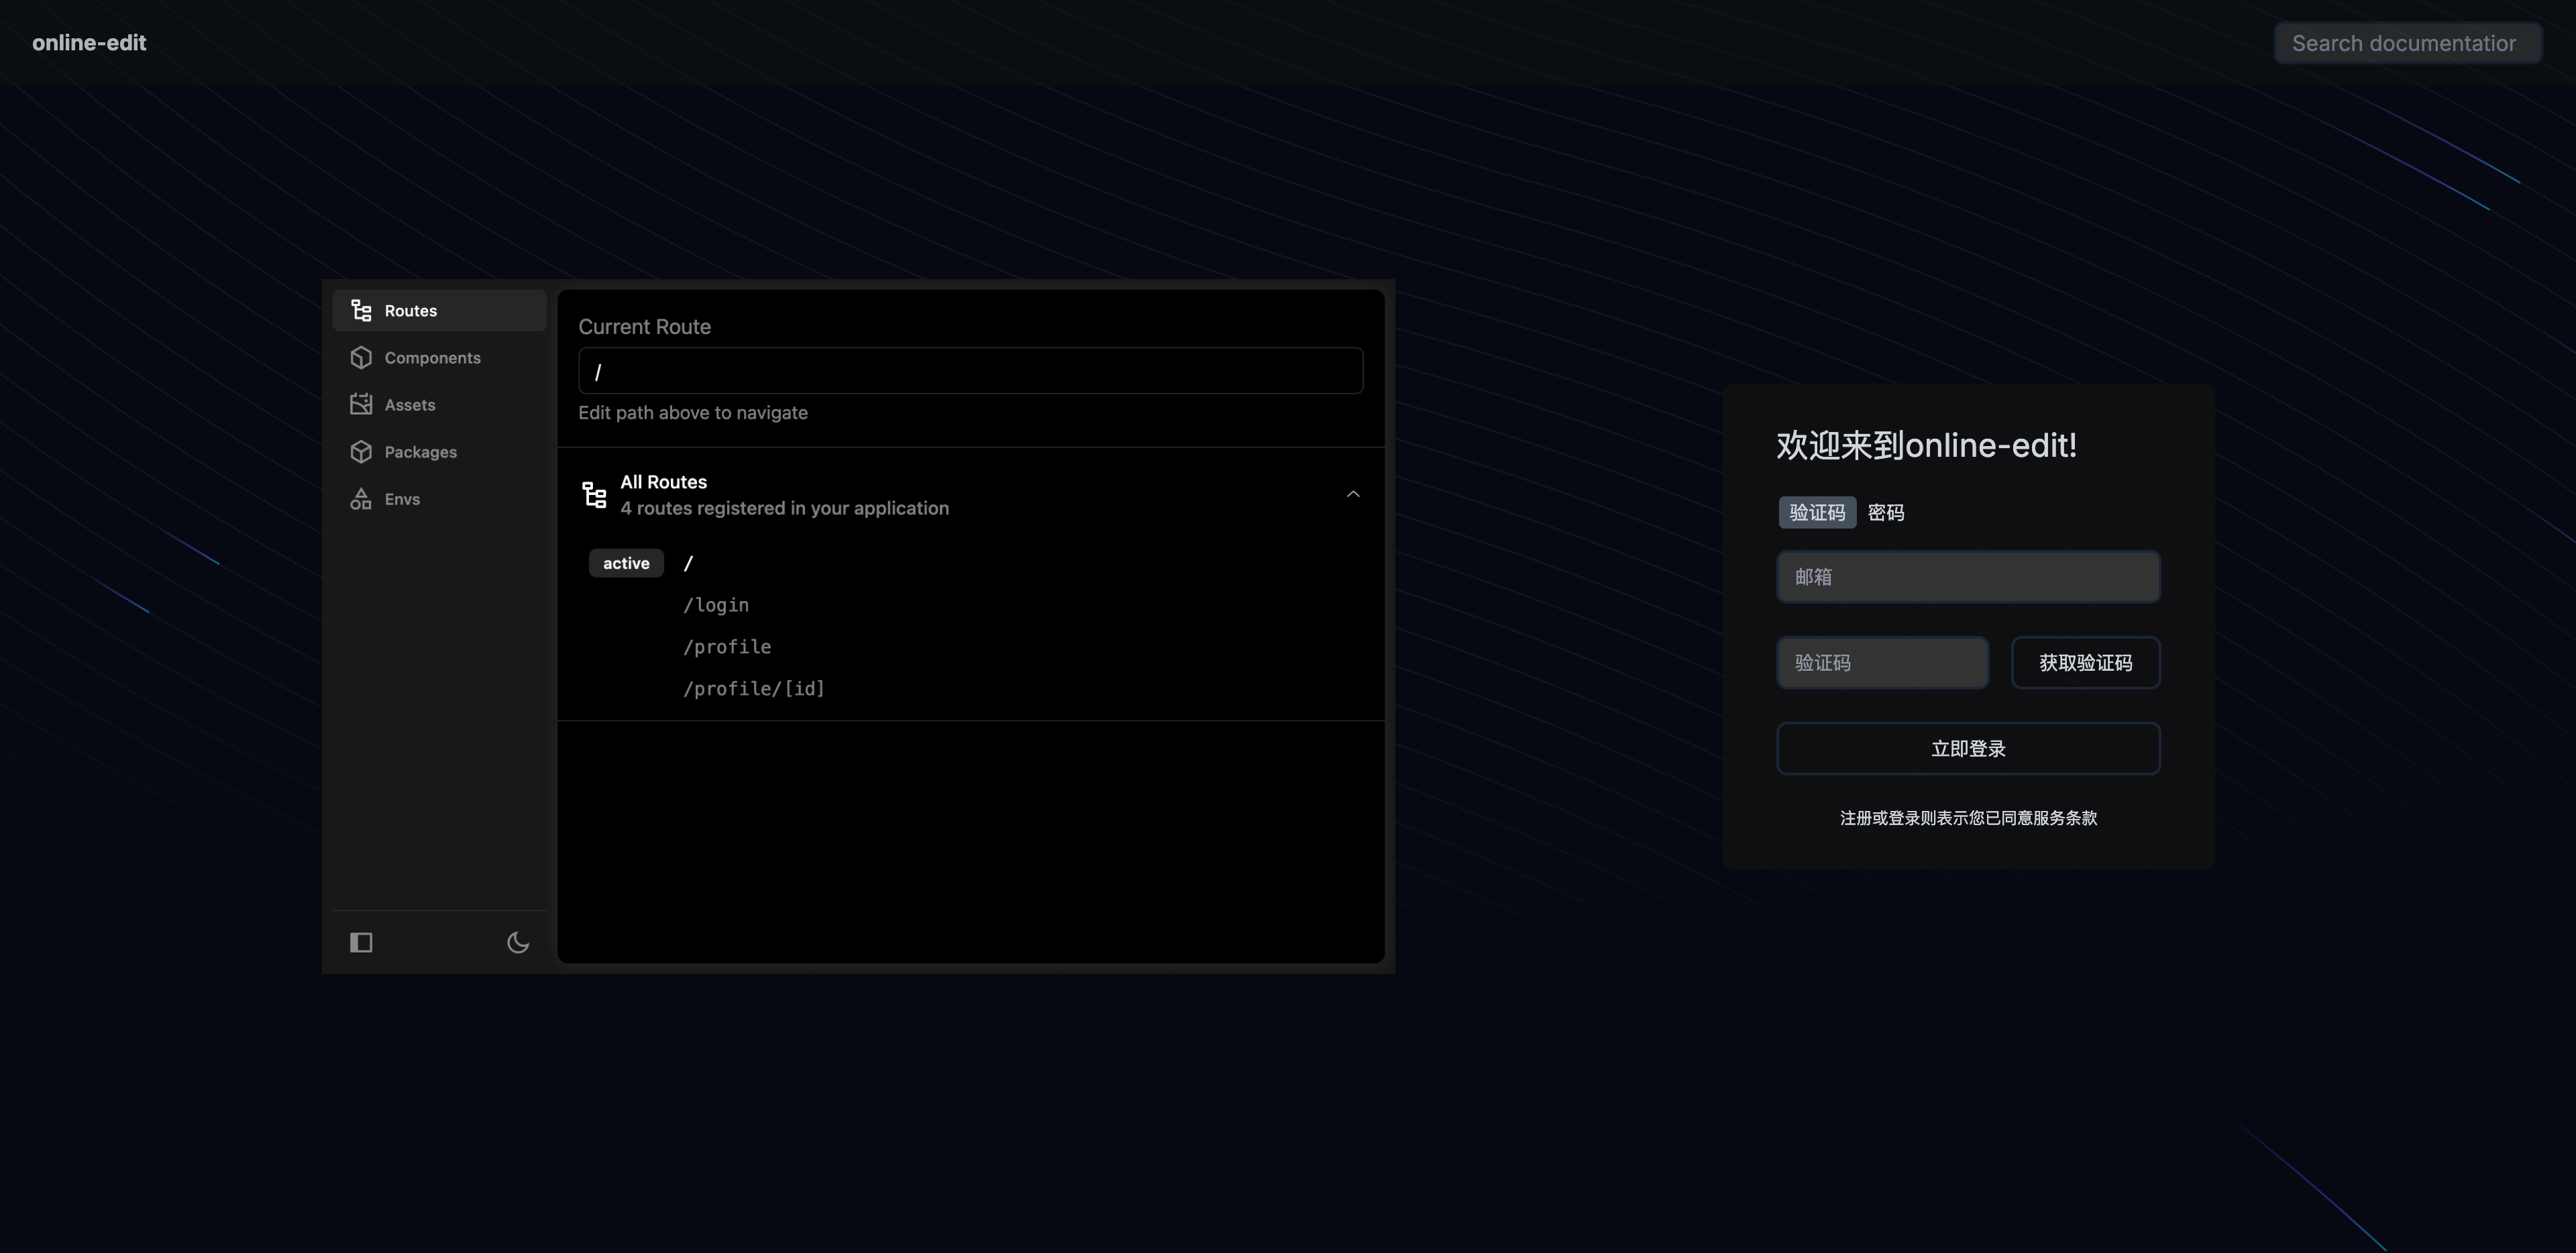 online-edit
Search documentation
Routes
Components
Assets
Packages
Envs
Current Route
/
Edit path above to navigate
All Routes
4 routes registered in your application
active /
/login
/profile
/profile/[id]
欢迎来到online-edit!
验证码 密码
邮箱
验证码 获取验证码
立即登录
注册或登录则表示您已同意服务条款